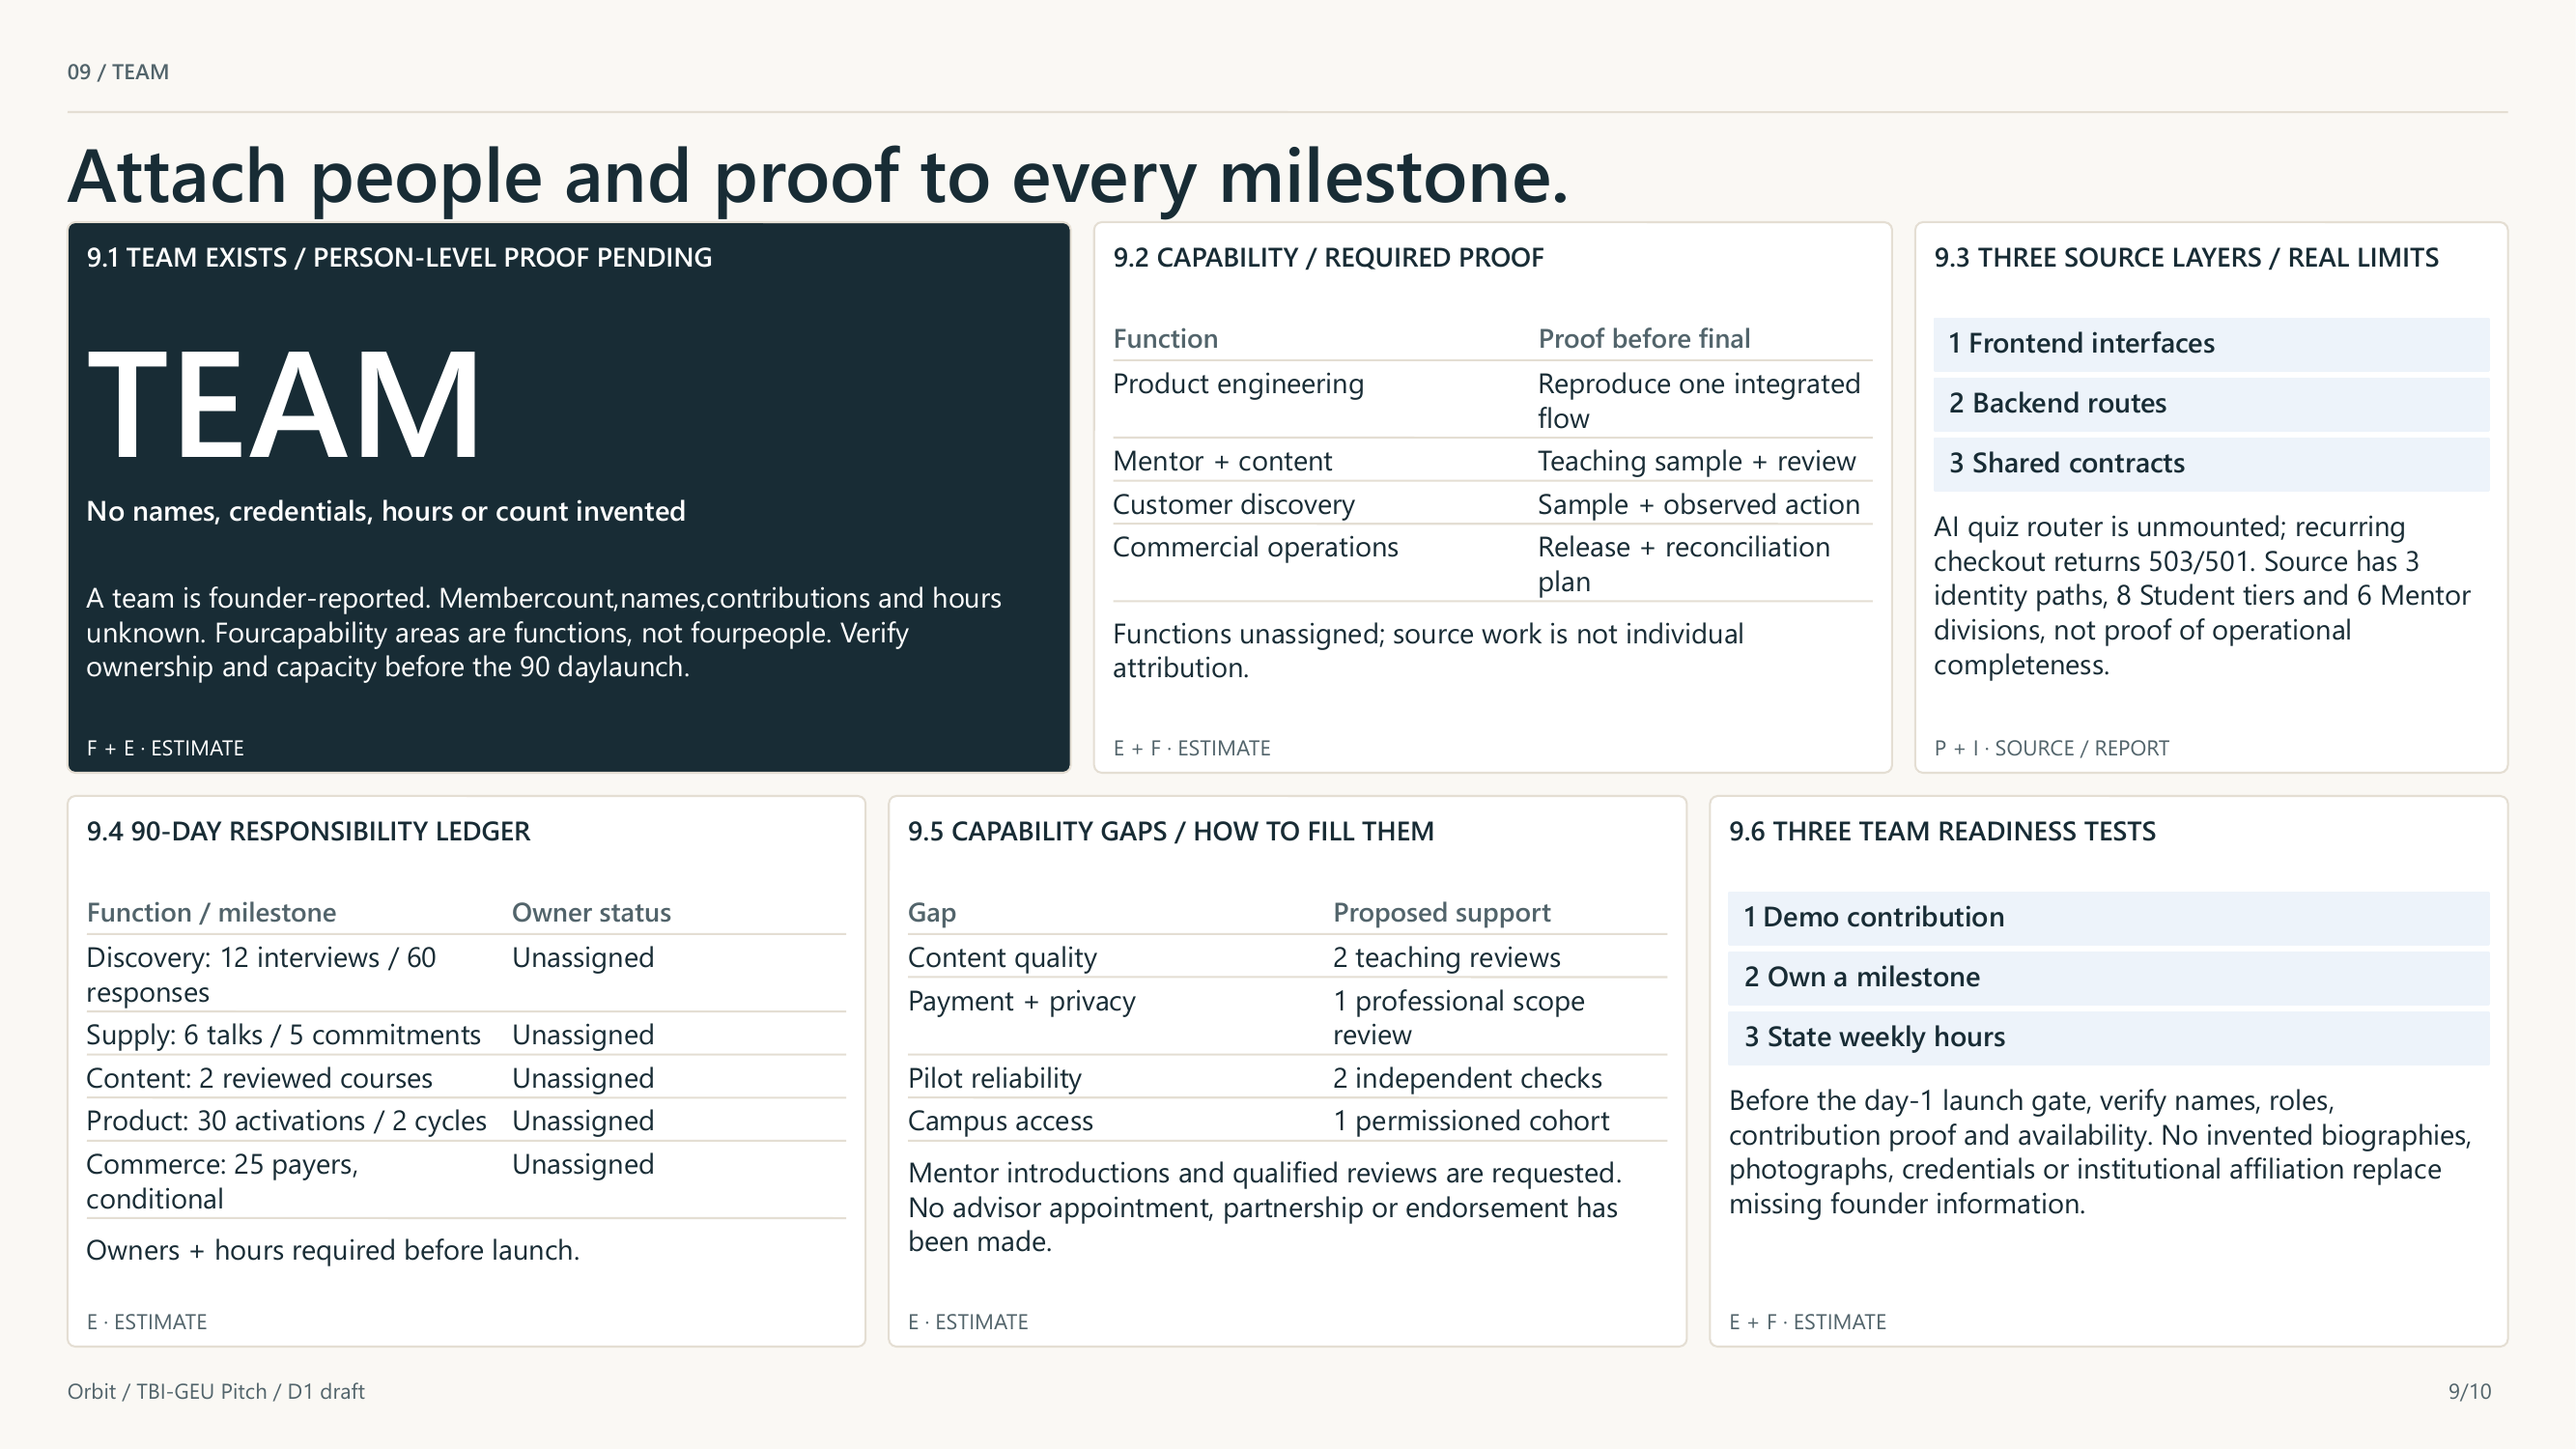 09 / TEAM
Attach people and proof to every milestone.
9.1 TEAM EXISTS / PERSON-LEVEL PROOF PENDING
TEAM
No names, credentials, hours or count invented
A team is founder-reported. Membercount,names,contributions and hours
unknown. Fourcapability areas are functions, not fourpeople. Verify
ownership and capacity before the 90 daylaunch.
F + E · ESTIMATE
9.2 CAPABILITY / REQUIRED PROOF
Function Proof before final
Product engineering Reproduce one integrated
flow
Mentor + content Teaching sample + review
Customer discovery Sample + observed action
Commercial operations Release + reconciliation
plan
Functions unassigned; source work is not individual
attribution.
E + F · ESTIMATE
9.3 THREE SOURCE LAYERS / REAL LIMITS
1 Frontend interfaces
2 Backend routes
3 Shared contracts
AI quiz router is unmounted; recurring
checkout returns 503/501. Source has 3
identity paths, 8 Student tiers and 6 Mentor
divisions, not proof of operational
completeness.
P + I · SOURCE / REPORT
9.4 90-DAY RESPONSIBILITY LEDGER
Function / milestone Owner status
Discovery: 12 interviews / 60 Unassigned
responses
Supply: 6 talks / 5 commitments Unassigned
Content: 2 reviewed courses Unassigned
Product: 30 activations / 2 cycles Unassigned
Commerce: 25 payers, Unassigned
conditional
Owners + hours required before launch.
E · ESTIMATE
9.5 CAPABILITY GAPS / HOW TO FILL THEM
Gap Proposed support
Content quality 2 teaching reviews
Payment + privacy 1 professional scope
review
Pilot reliability 2 independent checks
Campus access 1 permissioned cohort
Mentor introductions and qualified reviews are requested.
No advisor appointment, partnership or endorsement has
been made.
E · ESTIMATE
9.6 THREE TEAM READINESS TESTS
1 Demo contribution
2 Own a milestone
3 State weekly hours
Before the day-1 launch gate, verify names, roles,
contribution proof and availability. No invented biographies,
photographs, credentials or institutional affiliation replace
missing founder information.
E + F · ESTIMATE
Orbit / TBI-GEU Pitch / D1 draft
9/10